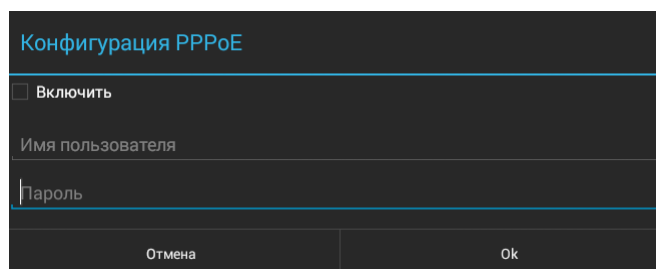 Конфигурация PPPoE
Включить
Имя пользователя
Пароль
Отмена Ok